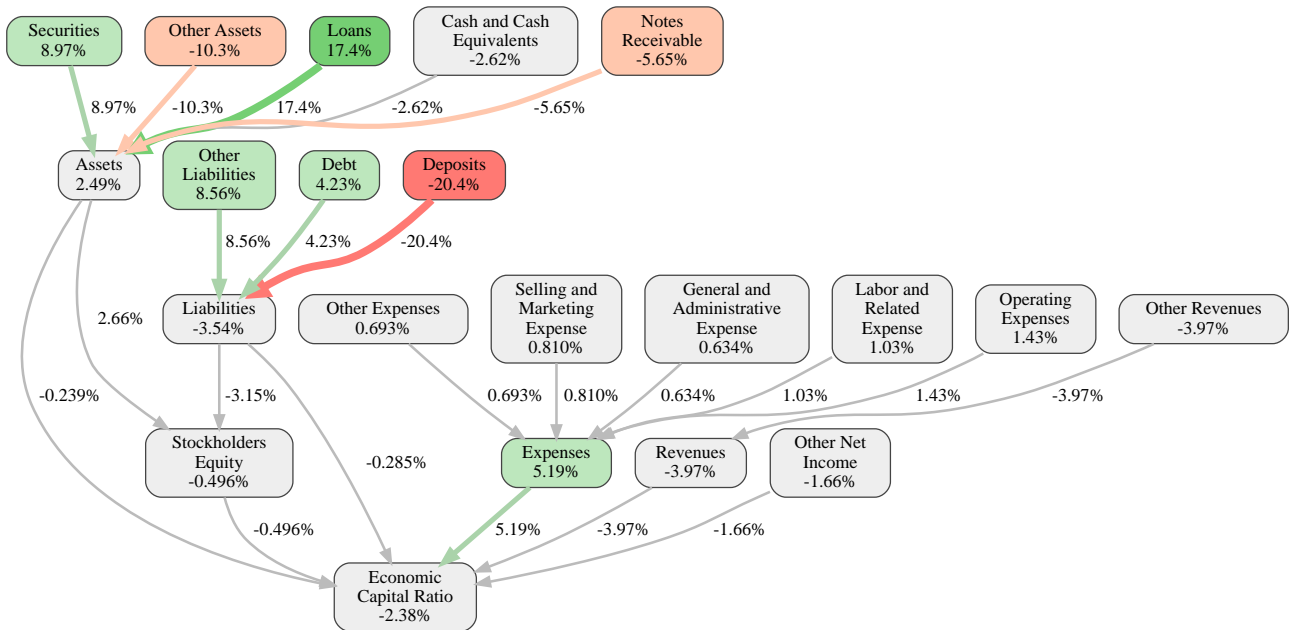 Securities
8.97%
Other Assets
-10.3%
Loans
17.4%
Cash and Cash
Equivalents
-2.62%
Notes
Receivable
-5.65%
8.97%
-10.3%
17.4%
-2.62%
-5.65%
Assets
2.49%
Other
Liabilities
8.56%
Debt
4.23%
Deposits
-20.4%
8.56%
4.23%
-20.4%
Liabilities
-3.54%
Other Expenses
0.693%
Selling and
Marketing
Expense
0.810%
General and
Administrative
Expense
0.634%
Labor and
Related
Expense
1.03%
Operating
Expenses
1.43%
Other Revenues
-3.97%
2.66%
-0.239%
-3.15%
0.693%
0.810%
0.634%
1.03%
1.43%
-3.97%
Stockholders
Equity
-0.496%
-0.285%
Expenses
5.19%
Revenues
-3.97%
Other Net
Income
-1.66%
-0.496%
5.19%
-3.97%
-1.66%
Economic
Capital Ratio
-2.38%